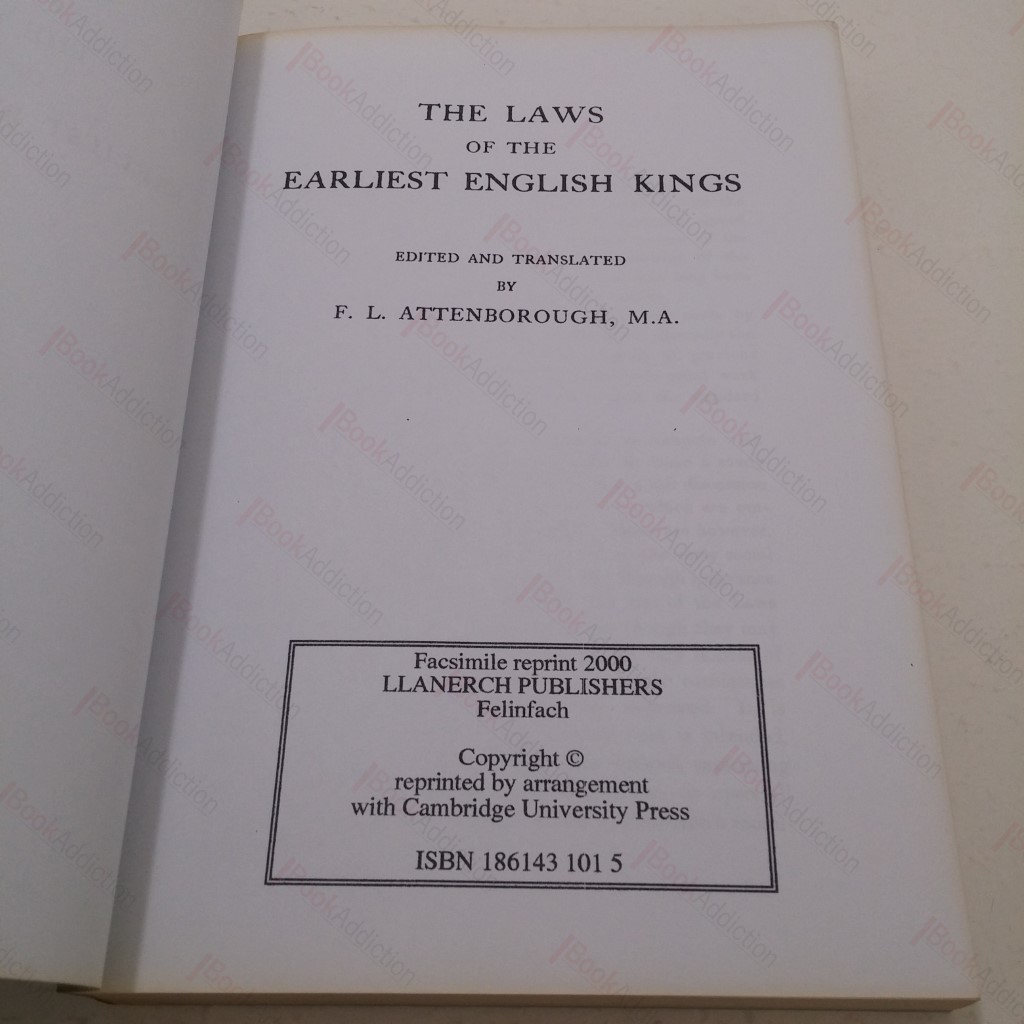 THE LAWS
OF THE
EARLIEST ENGLISH KINGS
EDITED AND TRANSLATED
BY
F. L. ATTENBOROUGH, M.A.
Facsimile reprint 2000
LLANERCH PUBLISHERS
Felinfach
Copyright ©
reprinted by arrangement
with Cambridge University Press
ISBN 186143 101 5
BookAddiction